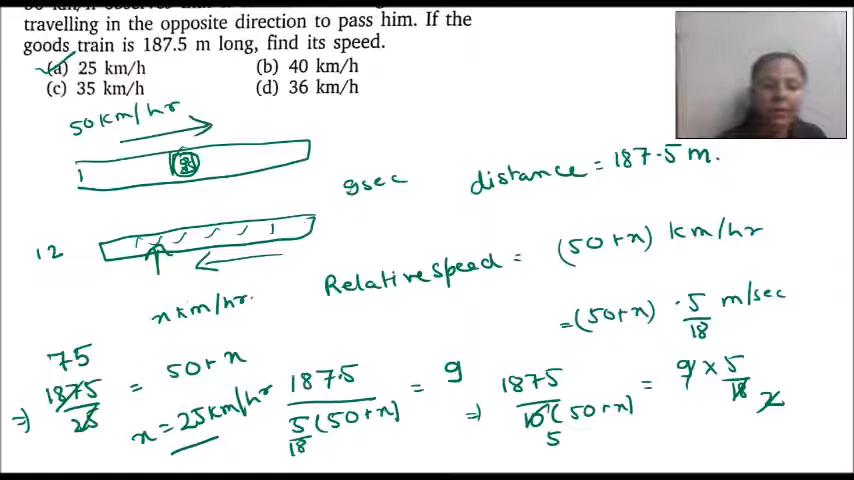 travelling in the opposite direction to pass him. If the
goods train is 187.5 m long, find its speed.
(a) 25 km/h (b) 40 km/h
(c) 35 km/h (d) 36 km/h
50 km/hr
9 sec distance = 187.5 m.
12
x km/hr.
Relative speed = (50+x) km/hr
= (50+x) · 5/18 m/sec
187.5 / 5/18 (50+x) = 9
⇒ 1875 / 10 (50+x) = 9 × 5/18
5 2
75
⇒ 1875/25 = 50+x
x = 25 km/hr